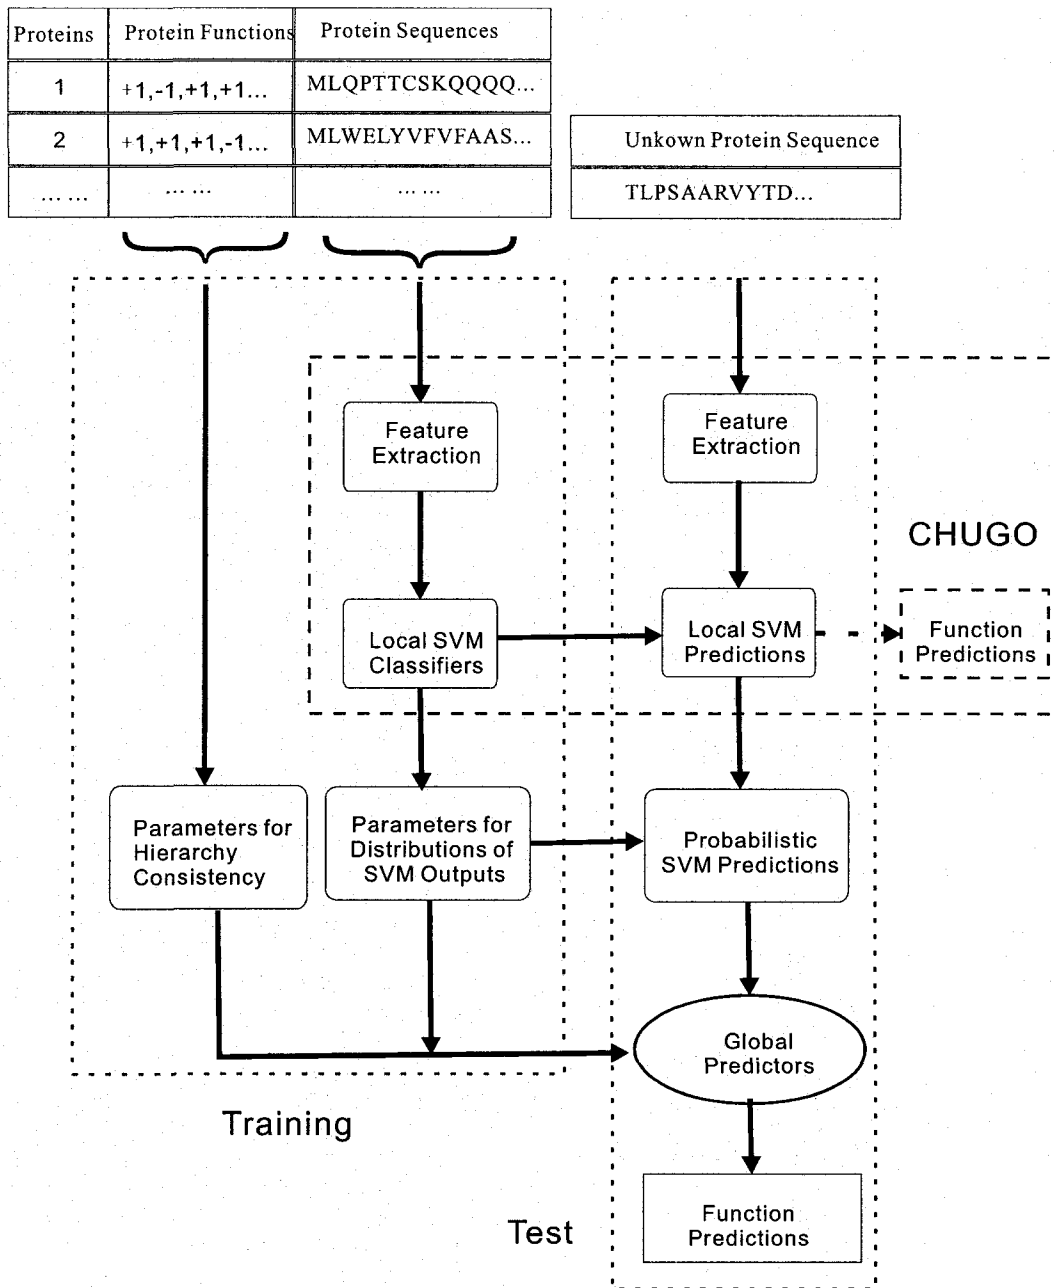 Proteins Protein Functions Protein Sequences
1 +1,-1,+1,+1... MLQPTTCSKQQQQ...
2 +1,+1,+1,-1... MLWELYVFVFAAS...
... ... ... ... ... ...
Unkown Protein Sequence
TLPSAARVYTD...
Feature
Extraction
Feature
Extraction
CHUGO
Local SVM
Classifiers
Local SVM
Predictions
Function
Predictions
Parameters for
Hierarchy
Consistency
Parameters for
Distributions of
SVM Outputs
Probabilistic
SVM Predictions
Global
Predictors
Training
Function
Predictions
Test